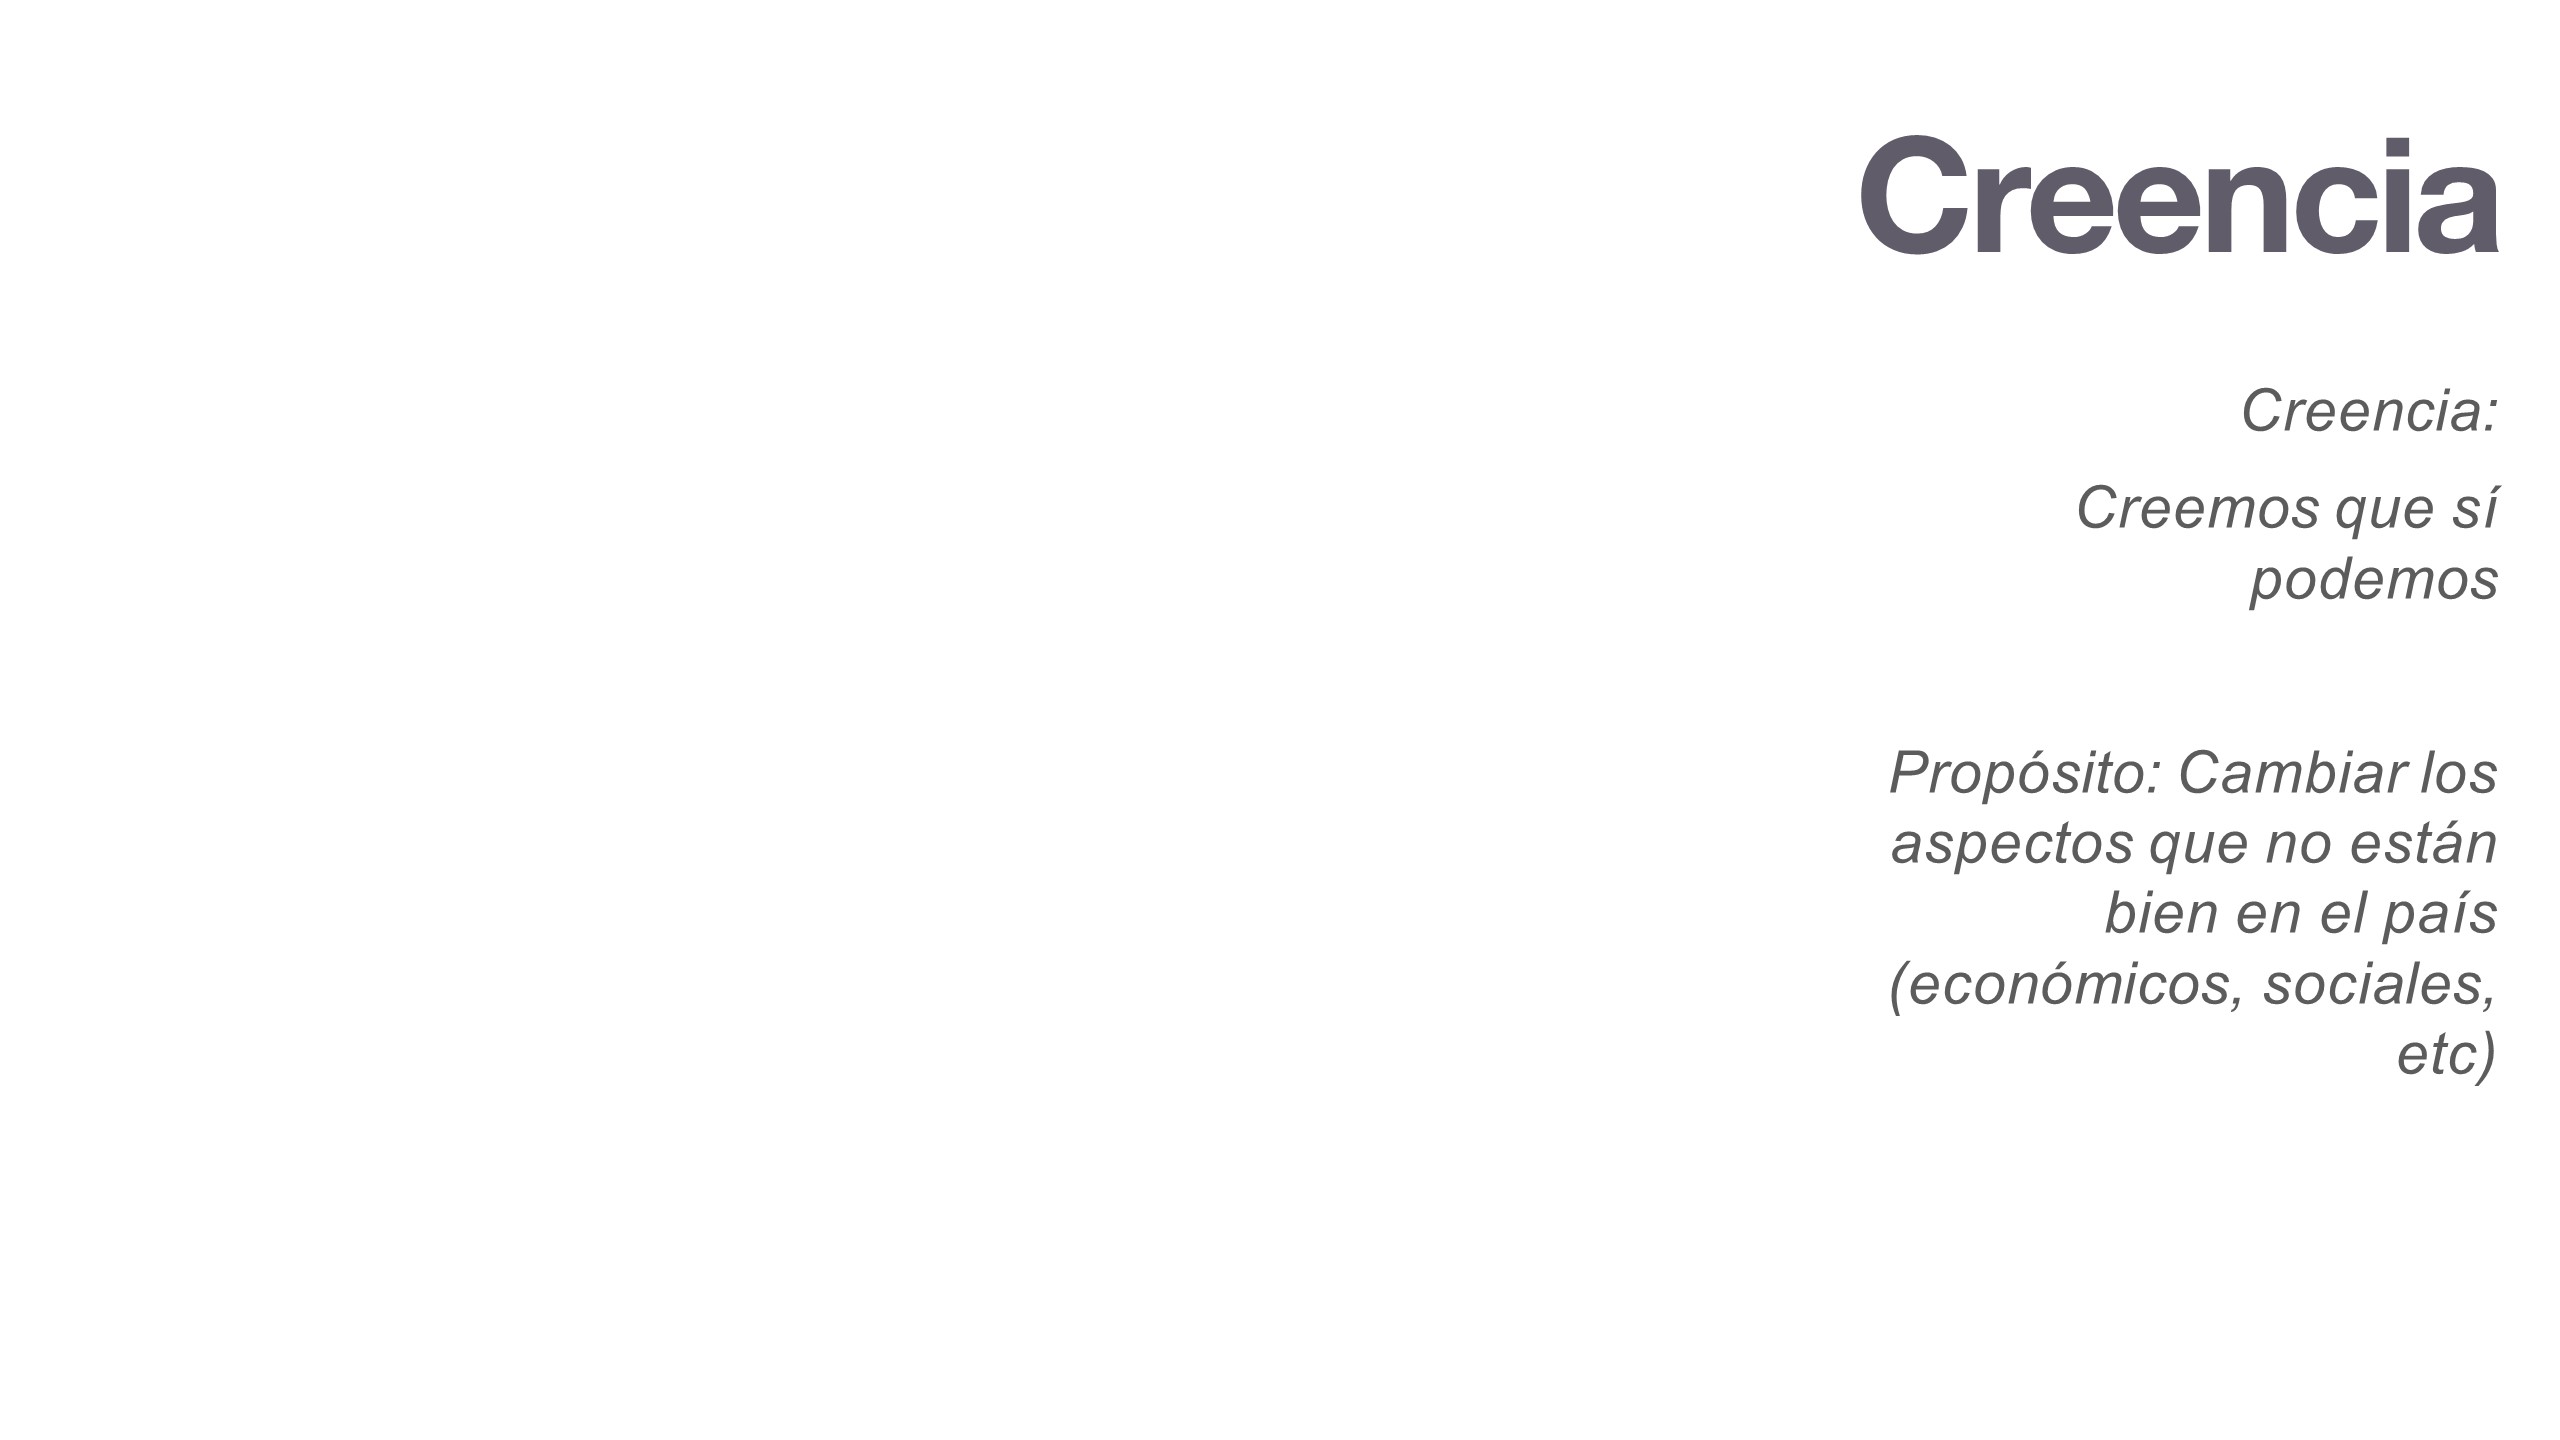 Creencia
Creencia:
Creemos que sí
podemos
Propósito: Cambiar los
aspectos que no están
bien en el país
(económicos, sociales,
etc)